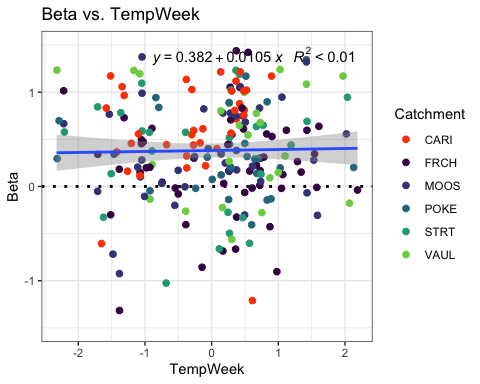 Beta vs. TempWeek
y = 0.382 + 0.0105 x R² < 0.01
Catchment
CARI
FRCH
MOOS
POKE
STRT
VAUL
Beta
1
0
-1
-2 -1 0 1 2
TempWeek